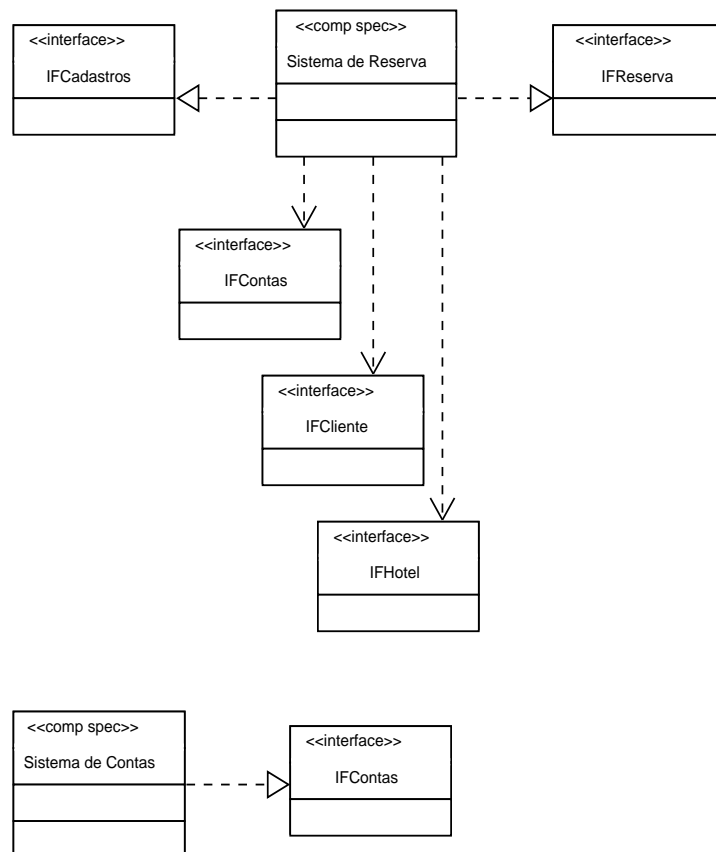 <<interface>>
IFCadastros
<<comp spec>>
Sistema de Reserva
<<interface>>
IFReserva
<<interface>>
IFContas
<<interface>>
IFCliente
<<interface>>
IFHotel
<<comp spec>>
Sistema de Contas
<<interface>>
IFContas